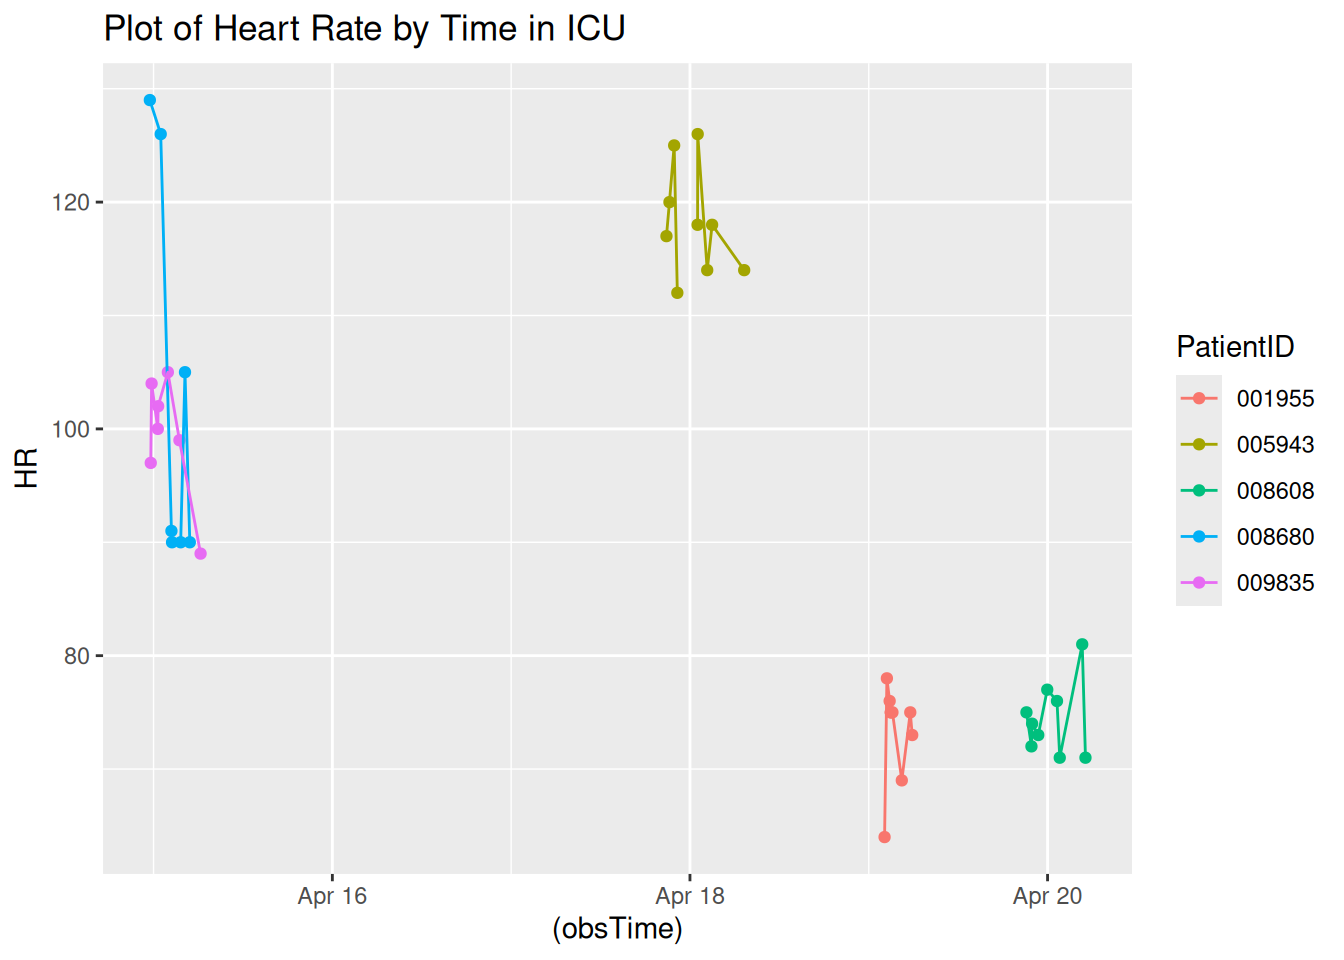 Plot of Heart Rate by Time in ICU
120
100
80
HR
Apr 16
Apr 18
Apr 20
(obsTime)
PatientID
001955
005943
008608
008680
009835